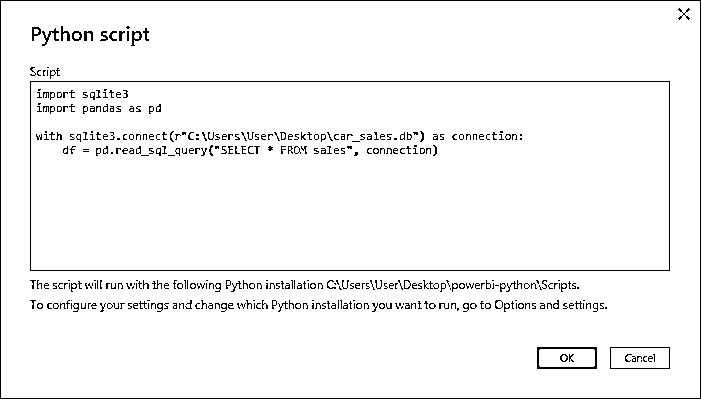 Python script
Script
import sqlite3
import pandas as pd
with sqlite3.connect(r"C:\Users\User\Desktop\car_sales.db") as connection:
    df = pd.read_sql_query("SELECT * FROM sales", connection)
The script will run with the following Python installation C:\Users\User\Desktop\powerbi-python\Scripts.
To configure your settings and change which Python installation you want to run, go to Options and settings.
OK
Cancel